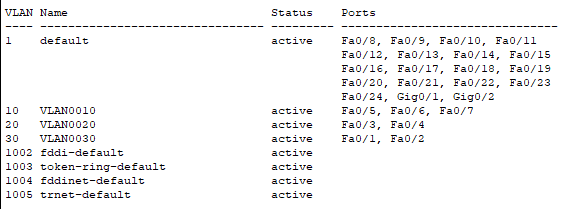 VLAN Name                             Status    Ports
---- -------------------------------- --------- -------------------------------
1    default                          active    Fa0/8, Fa0/9, Fa0/10, Fa0/11
                                                Fa0/12, Fa0/13, Fa0/14, Fa0/15
                                                Fa0/16, Fa0/17, Fa0/18, Fa0/19
                                                Fa0/20, Fa0/21, Fa0/22, Fa0/23
                                                Fa0/24, Gig0/1, Gig0/2
10   VLAN0010                         active    Fa0/5, Fa0/6, Fa0/7
20   VLAN0020                         active    Fa0/3, Fa0/4
30   VLAN0030                         active    Fa0/1, Fa0/2
1002 fddi-default                     active
1003 token-ring-default               active
1004 fddinet-default                  active
1005 trnet-default                    active